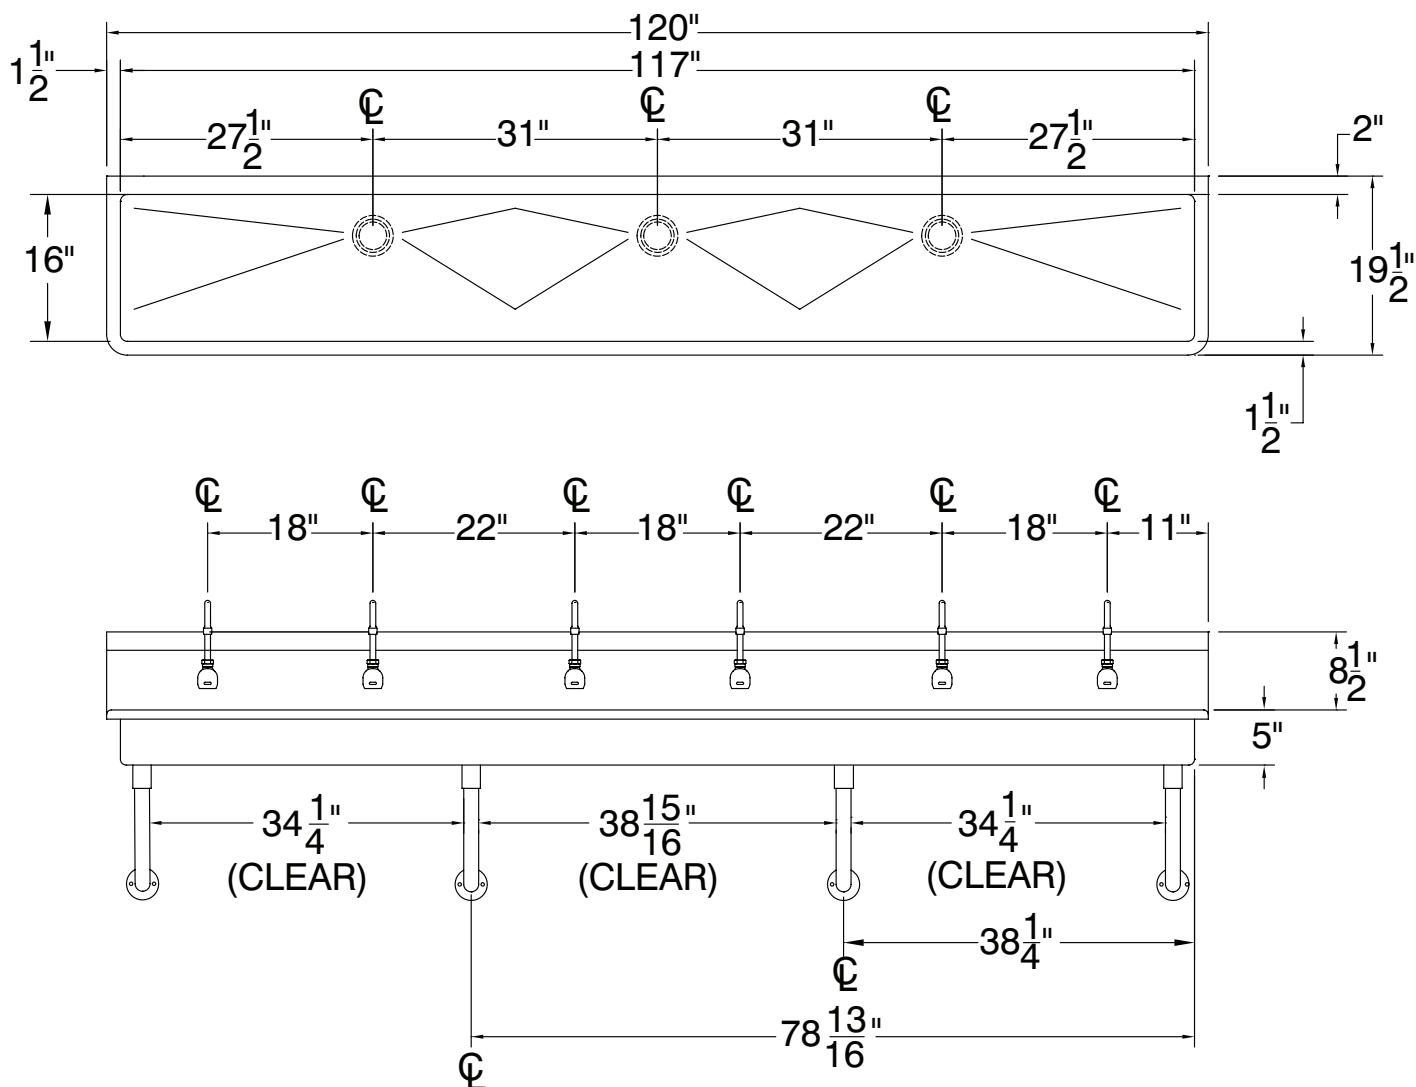 120"
1 1/2" 117"
℄ ℄ ℄
27 1/2" 31" 31" 27 1/2" 2"
16" 19 1/2"
1 1/2"
℄ ℄ ℄ ℄ ℄ ℄
18" 22" 18" 22" 18" 11"
8 1/2"
5"
34 1/4" 38 15/16" 34 1/4"
(CLEAR) (CLEAR) (CLEAR)
38 1/4"
℄
78 13/16"
℄